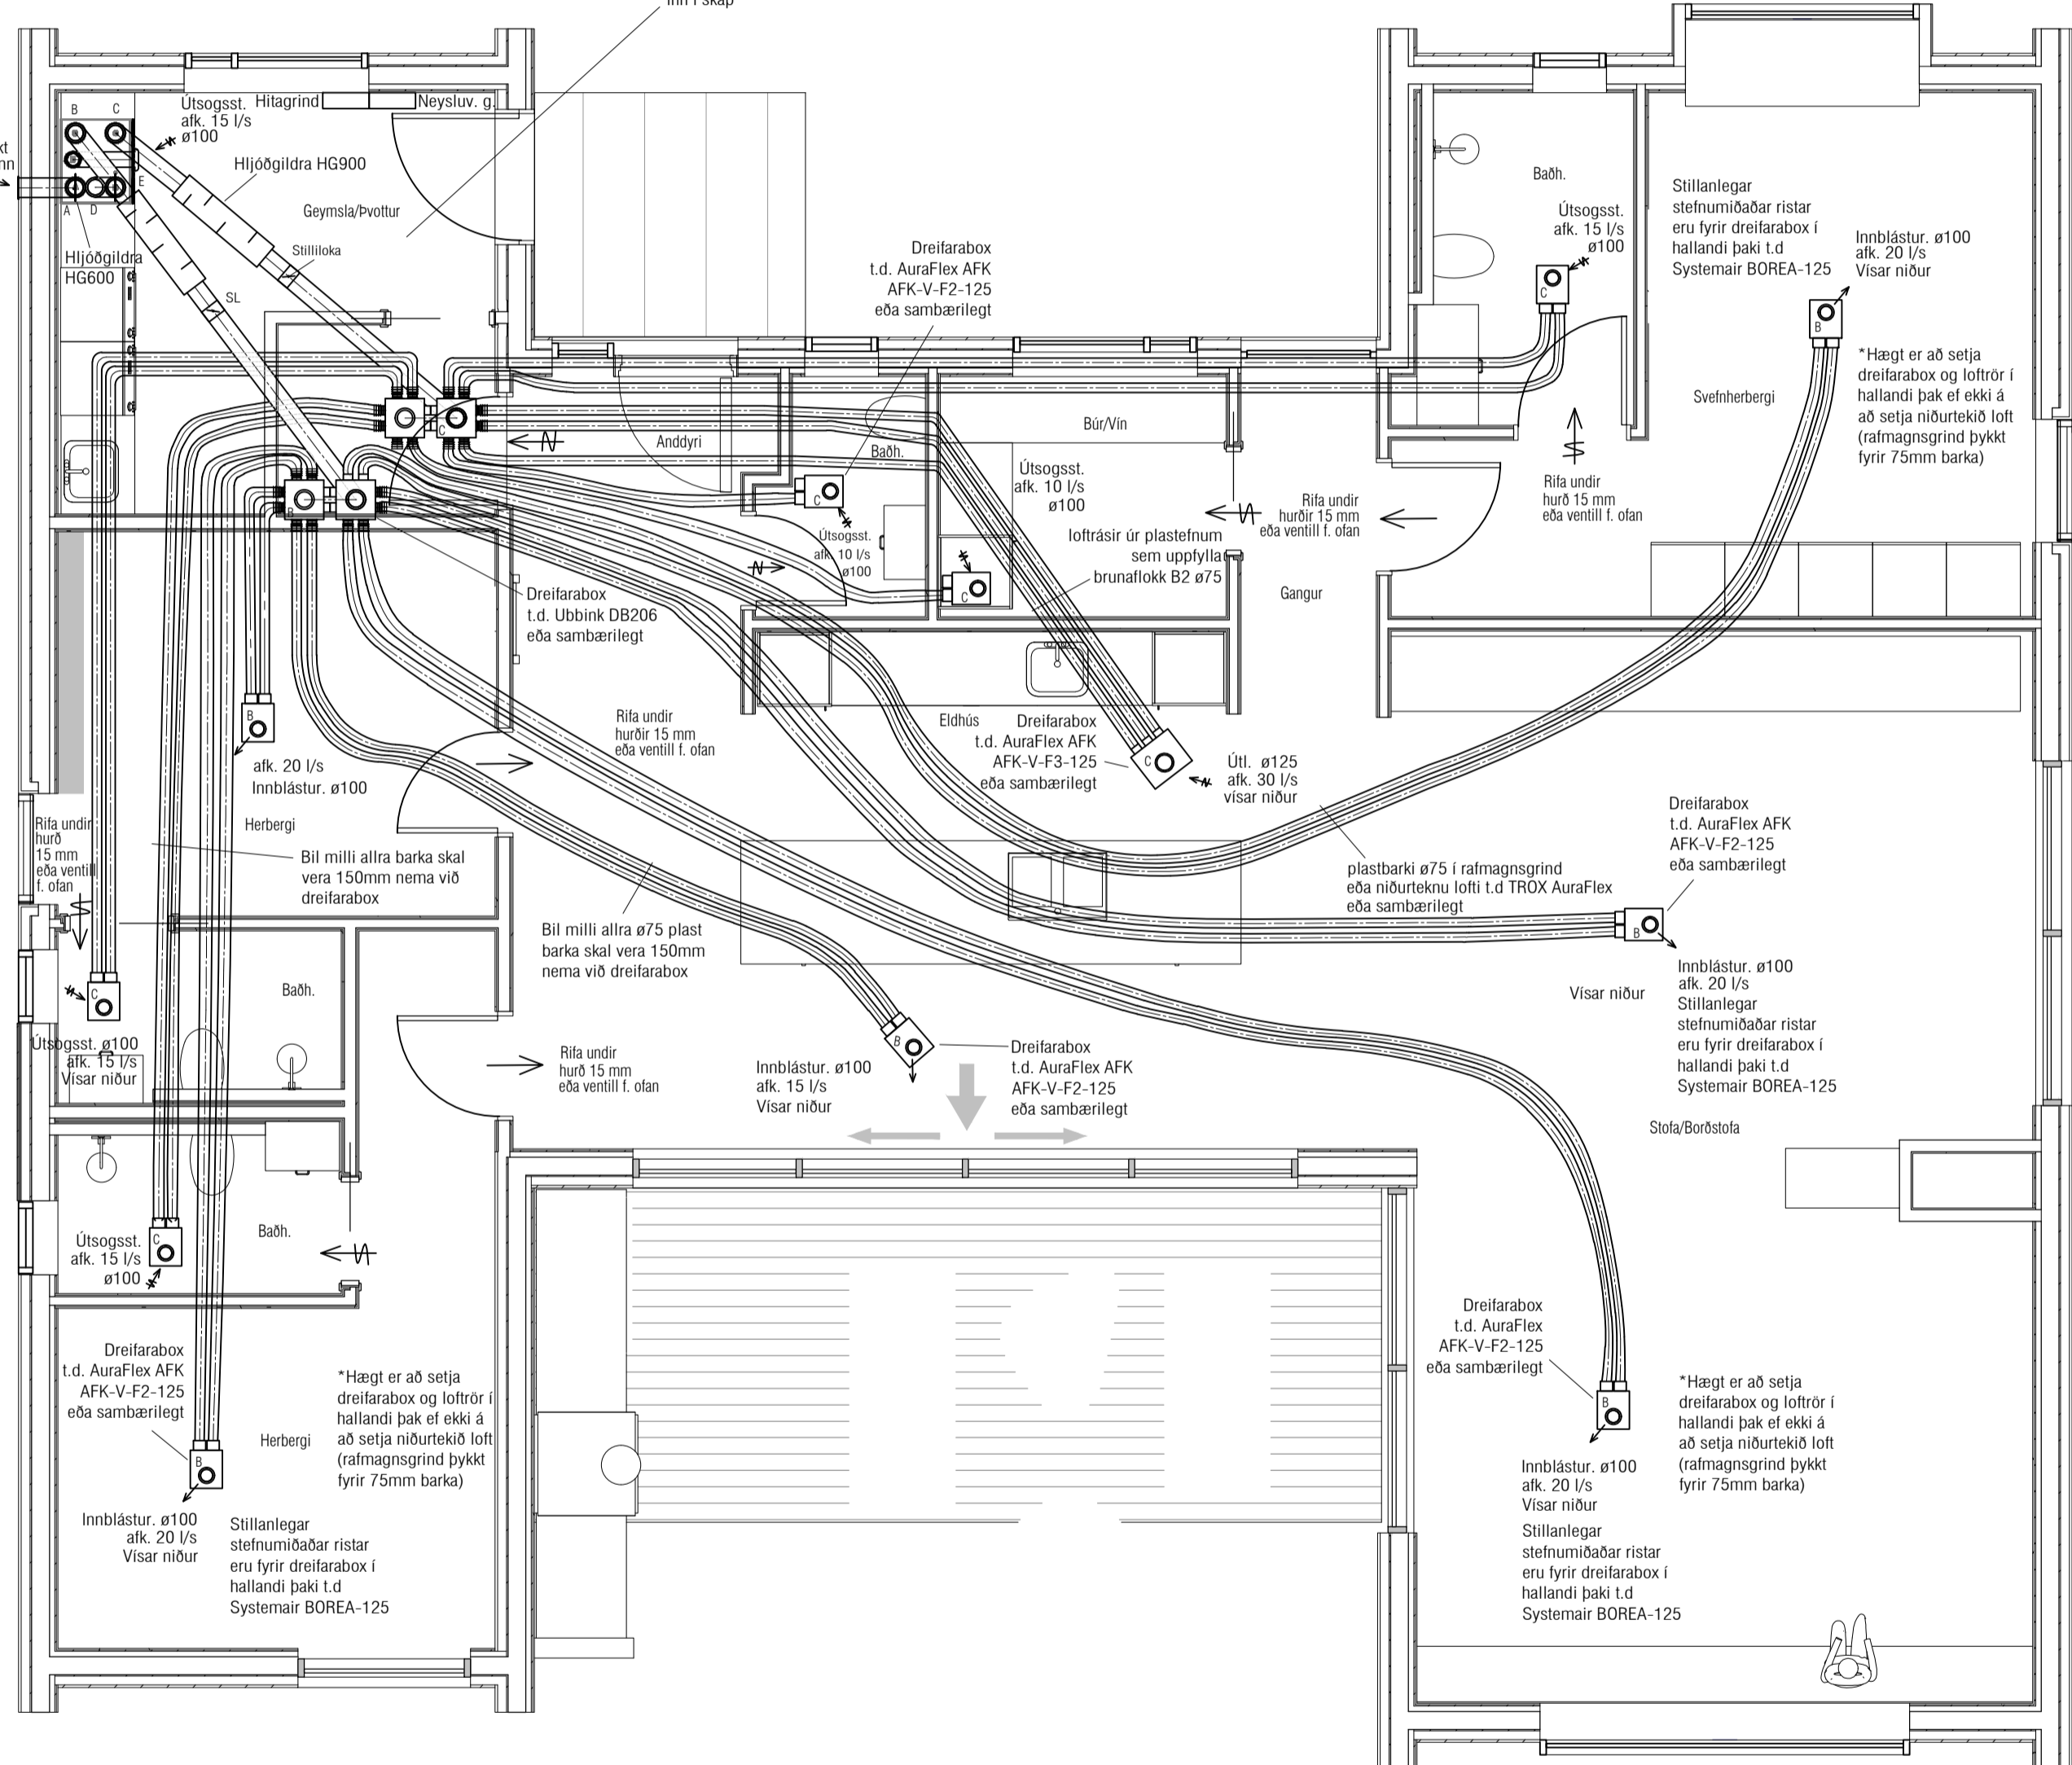 inn í skáp
B
C
Útsogsst.
afk. 15 l/s
ø100
Hitagrind
Neysluv. g.
kt
nn
Hljóðgildra HG900
E
A
D
Geymsla/Þvottur
Stilliloka
Hljóðgildra
HG600
SL
Dreifarabox
t.d. AuraFlex AFK
AFK-V-F2-125
eða sambærilegt
Baðh.
Útsogsst.
afk. 15 l/s
ø100
C
Stillanlegar
stefnumiðaðar ristar
eru fyrir dreifarabox í
hallandi þaki t.d
Systemair BOREA-125
Innblástur. ø100
afk. 20 l/s
Vísar niður
B
*Hægt er að setja
dreifarabox og loftrör í
hallandi þak ef ekki á
að setja niðurtekið loft
(rafmagnsgrind þykkt
fyrir 75mm barka)
Svefnherbergi
C
Anddyri
Baðh.
Búr/Vín
C
Útsogsst.
afk. 10 l/s
ø100
Útsogsst.
afk. 10 l/s
ø100
C
Rifa undir
hurðir 15 mm
eða ventill f. ofan
Rifa undir
hurð 15 mm
eða ventill f. ofan
loftrásir úr plastefnum
sem uppfylla
brunaflokk B2 ø75
Gangur
B
Dreifarabox
t.d. Ubbink DB206
eða sambærilegt
B
afk. 20 l/s
Innblástur. ø100
Herbergi
Rifa undir
hurðir 15 mm
eða ventill f. ofan
Eldhús
Dreifarabox
t.d. AuraFlex AFK
AFK-V-F3-125
eða sambærilegt
C
Útl. ø125
afk. 30 l/s
vísar niður
Rifa undir
hurð
15 mm
eða ventill
f. ofan
Bil milli allra barka skal
vera 150mm nema við
dreifarabox
Bil milli allra ø75 plast
barka skal vera 150mm
nema við dreifarabox
plastbarki ø75 í rafmagnsgrind
eða niðurteknu lofti t.d TROX AuraFlex
eða sambærilegt
Dreifarabox
t.d. AuraFlex AFK
AFK-V-F2-125
eða sambærilegt
B
Innblástur. ø100
afk. 20 l/s
Stillanlegar
stefnumiðaðar ristar
eru fyrir dreifarabox í
hallandi þaki t.d
Systemair BOREA-125
Vísar niður
C
Baðh.
Útsogsst. ø100
afk. 15 l/s
Vísar niður
Rifa undir
hurð 15 mm
eða ventill f. ofan
B
Innblástur. ø100
afk. 15 l/s
Vísar niður
Dreifarabox
t.d. AuraFlex AFK
AFK-V-F2-125
eða sambærilegt
Stofa/Borðstofa
C
Baðh.
Útsogsst.
afk. 15 l/s
ø100
Dreifarabox
t.d. AuraFlex AFK
AFK-V-F2-125
eða sambærilegt
B
Herbergi
*Hægt er að setja
dreifarabox og loftrör í
hallandi þak ef ekki á
að setja niðurtekið loft
(rafmagnsgrind þykkt
fyrir 75mm barka)
Innblástur. ø100
afk. 20 l/s
Vísar niður
Stillanlegar
stefnumiðaðar ristar
eru fyrir dreifarabox í
hallandi þaki t.d
Systemair BOREA-125
Dreifarabox
t.d. AuraFlex
AFK-V-F2-125
eða sambærilegt
B
*Hægt er að setja
dreifarabox og loftrör í
hallandi þak ef ekki á
að setja niðurtekið loft
(rafmagnsgrind þykkt
fyrir 75mm barka)
Innblástur. ø100
afk. 20 l/s
Vísar niður
Stillanlegar
stefnumiðaðar ristar
eru fyrir dreifarabox í
hallandi þaki t.d
Systemair BOREA-125